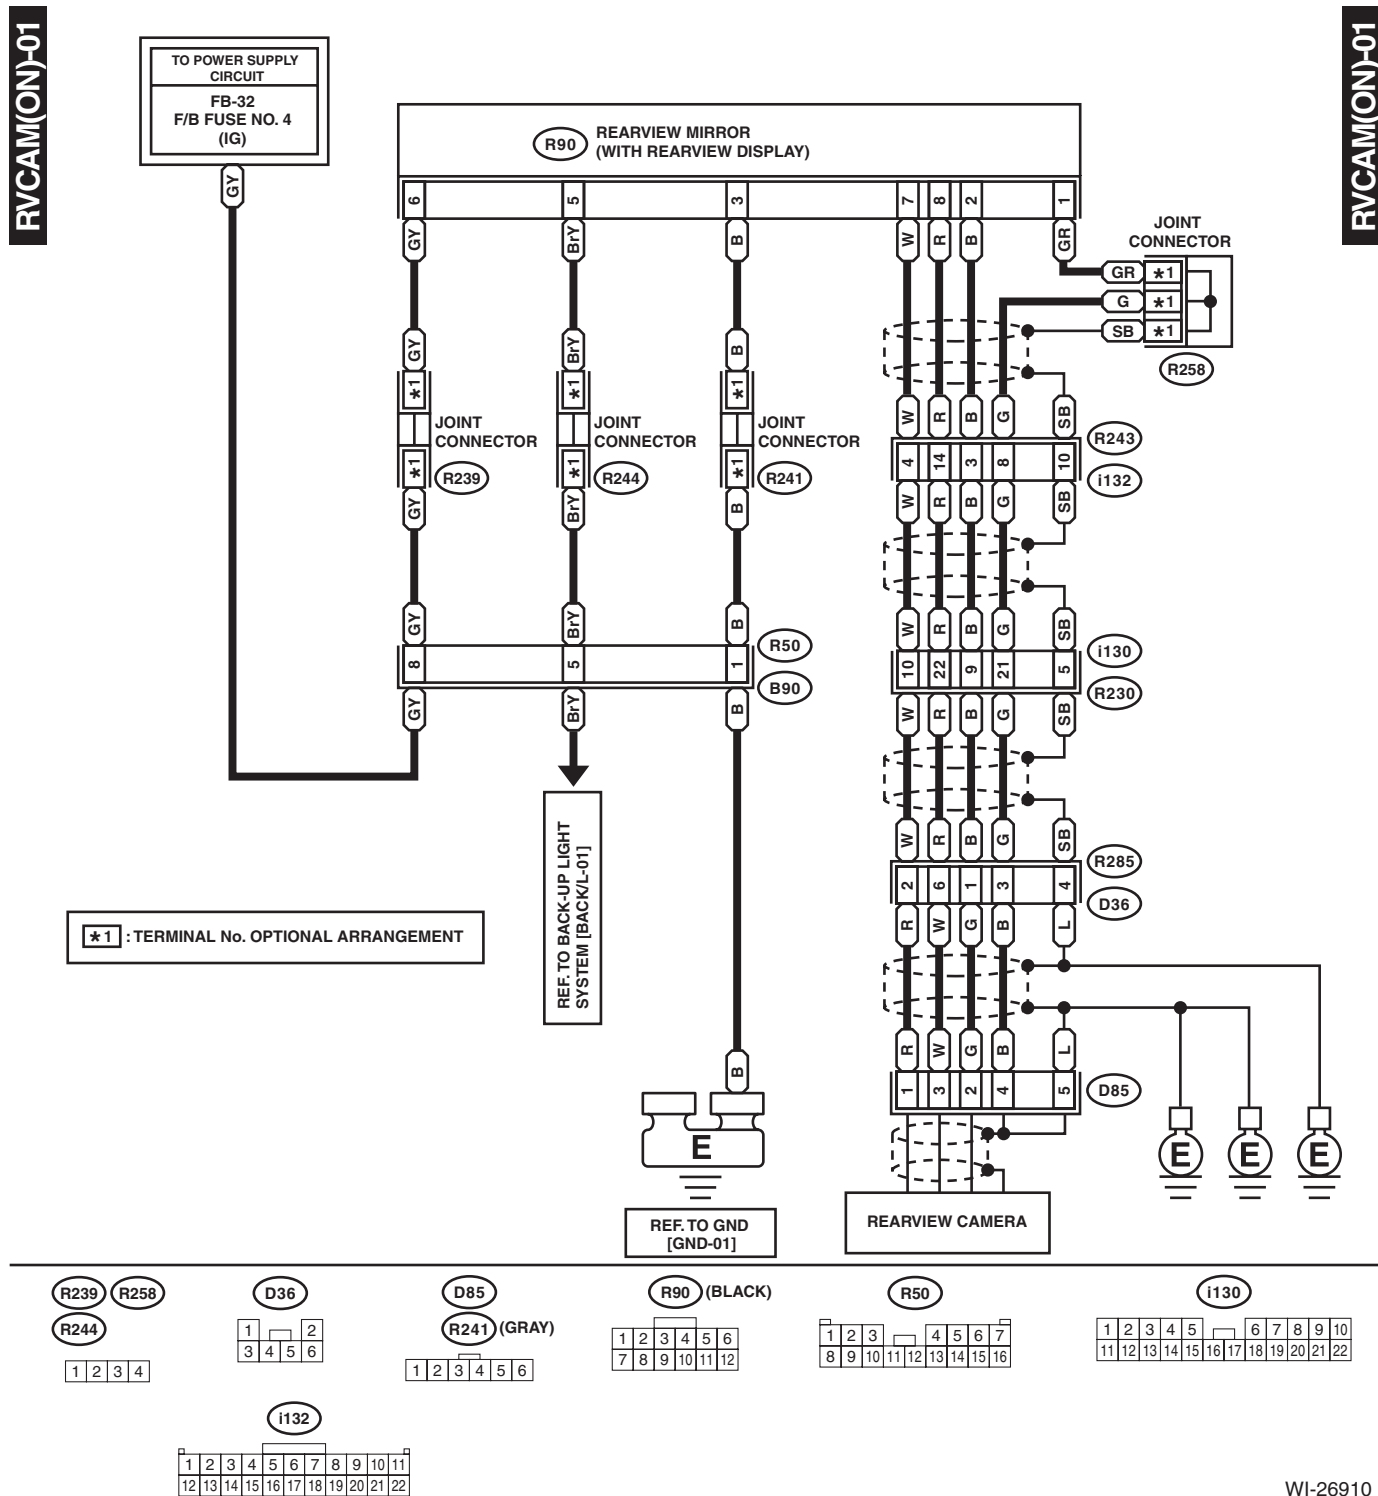 RVCAM(ON)-01
RVCAM(ON)-01
TO POWER SUPPLY
CIRCUIT
FB-32
F/B FUSE NO. 4
(IG)
GY
R90
REARVIEW MIRROR
(WITH REARVIEW DISPLAY)
6 5 3 7 8 2 1
GY BrY B W R B GR
JOINT
CONNECTOR
GR *1
G *1
SB *1
R258
GY BrY B
*1 *1 *1
JOINT
CONNECTOR
JOINT
CONNECTOR
JOINT
CONNECTOR
*1 *1 *1
R239 R244 R241
GY BrY B
W R B G SB
R243
4 14 3 8 10
i132
W R B G SB
GY BrY B
R50
8 5 1
B90
GY BrY B
W R B G SB
i130
10 22 9 21 5
R230
W R B G SB
REF. TO BACK-UP LIGHT
SYSTEM [BACK/L-01]
W R B G SB
R285
2 6 1 3 4
D36
R W G B L
*1 : TERMINAL No. OPTIONAL ARRANGEMENT
R W G B L
1 3 2 4 5
D85
B
E
REF. TO GND
[GND-01]
REARVIEW CAMERA
E E E
R239 R258
R244
1 2 3 4
D36
1 2
3 4 5 6
D85
R241 (GRAY)
1 2 3 4 5 6
R90 (BLACK)
1 2 3 4 5 6
7 8 9 10 11 12
R50
1 2 3 4 5 6 7
8 9 10 11 12 13 14 15 16
i130
1 2 3 4 5 6 7 8 9 10
11 12 13 14 15 16 17 18 19 20 21 22
i132
1 2 3 4 5 6 7 8 9 10 11
12 13 14 15 16 17 18 19 20 21 22
WI-26910